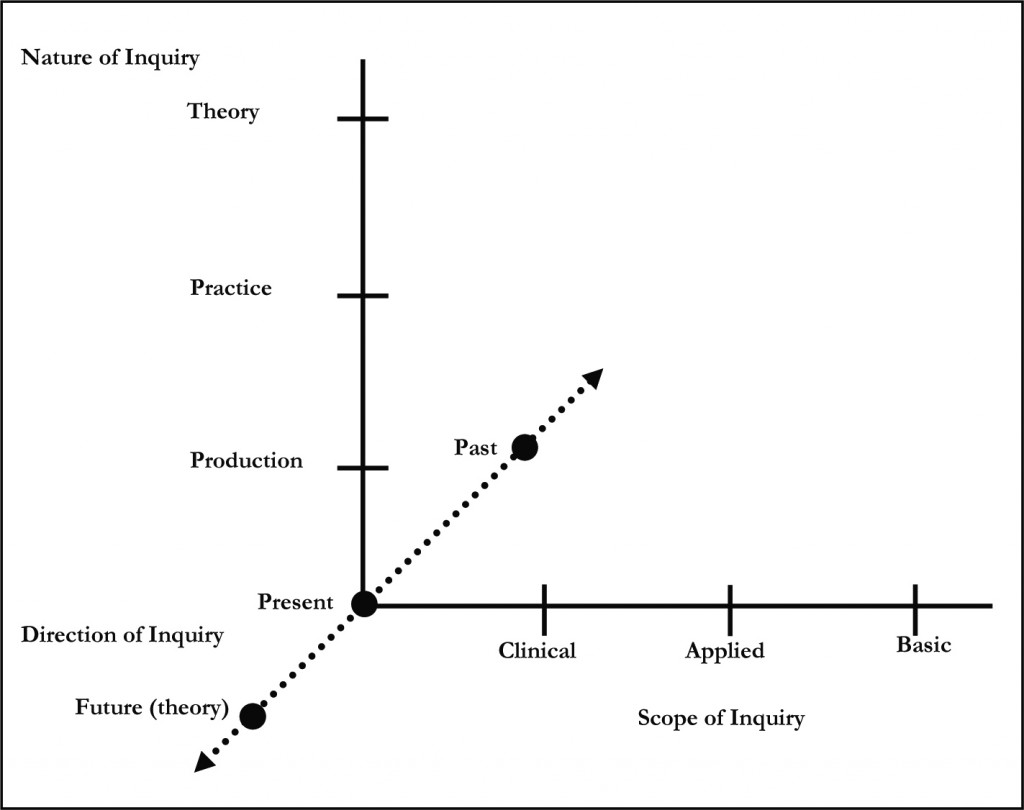 Nature of Inquiry
Theory
Practice
Past
Production
Present
Direction of Inquiry
Clinical
Applied
Basic
Future (theory)
Scope of Inquiry